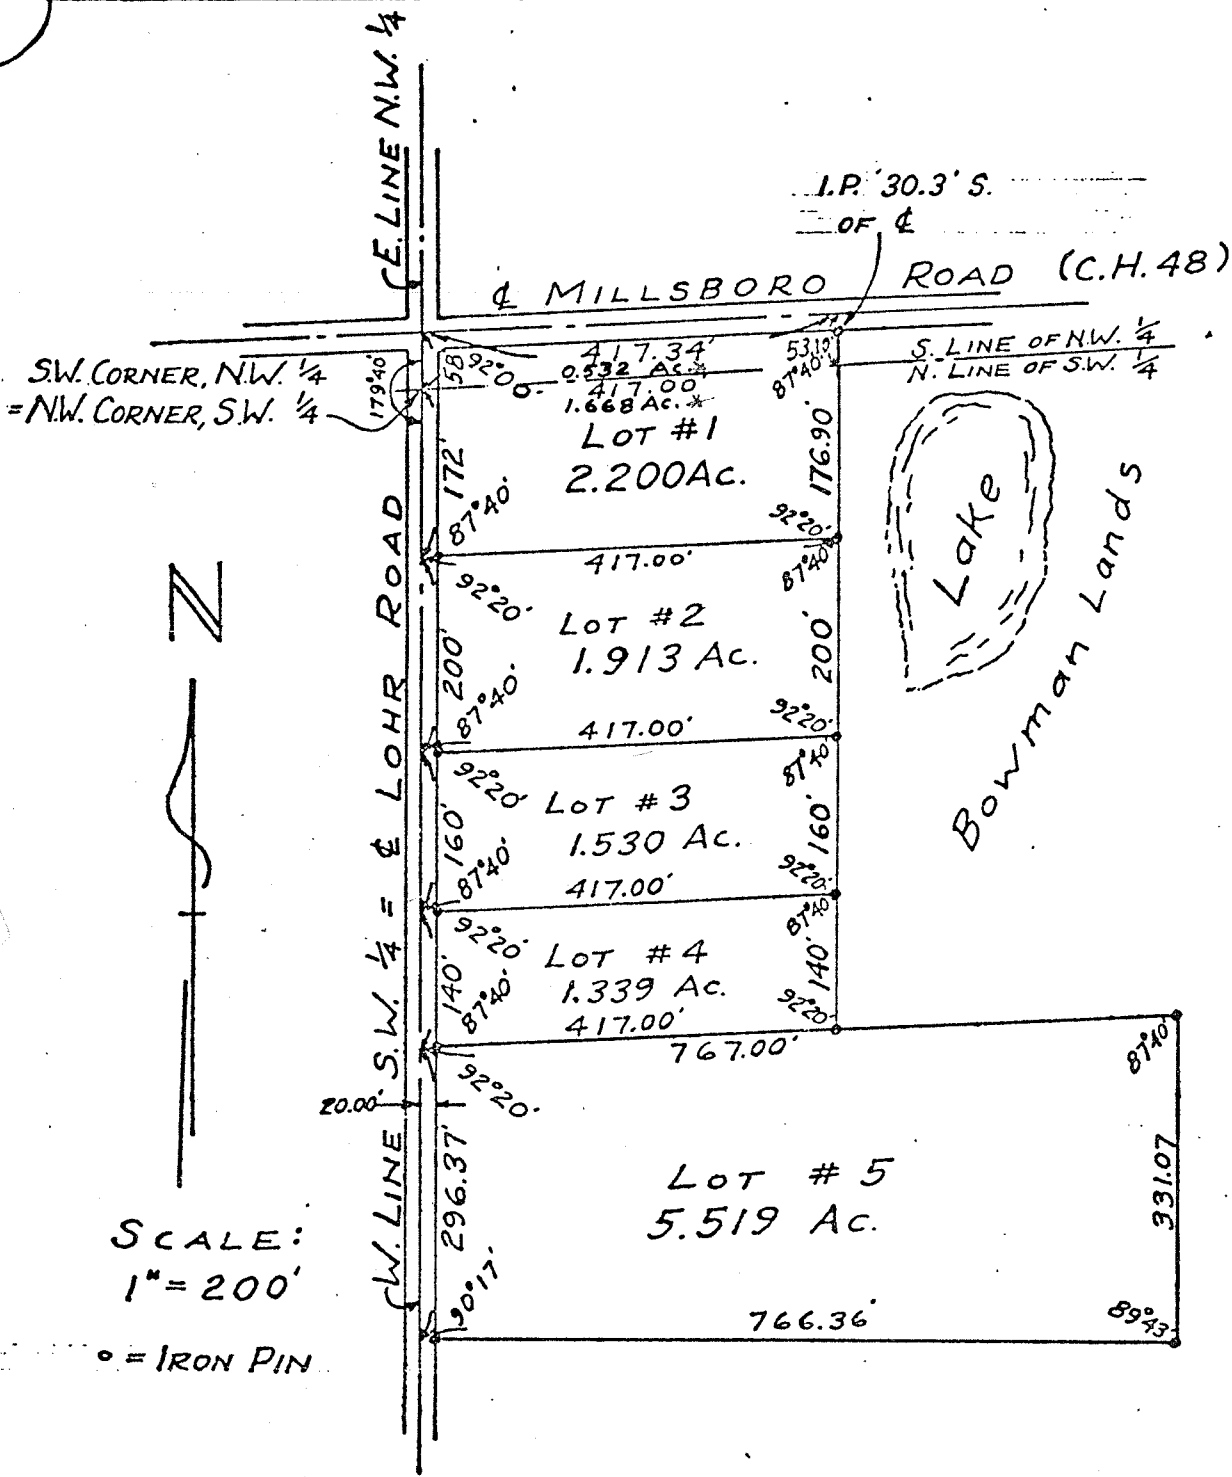 E. LINE N.W. 1/4
I.P. 30.3' S.
OF ℄
℄ MILLSBORO ROAD (C.H. 48)
S.W. CORNER, N.W. 1/4
= N.W. CORNER, S.W. 1/4
179°40'
58
92°00'
417.34'
0.532 Ac.*
417.00'
1.668 Ac.*
53.10'
87°40'
S. LINE OF N.W. 1/4
N. LINE OF S.W. 1/4
LOT #1
2.200 Ac.
172'
176.90'
87°40'
92°20'
417.00'
92°20'
87°40'
LOT #2
1.913 Ac.
200'
200'
87°40'
92°20'
417.00'
92°20'
87°40'
LOT #3
1.530 Ac.
160'
160'
87°40'
92°20'
417.00'
92°20'
87°40'
LOT #4
1.339 Ac.
140'
140'
87°40'
92°20'
417.00'
767.00'
92°20'
87°40'
20.00'
296.37'
LOT #5
5.519 Ac.
331.07
90°17'
766.36'
89°43'
W. LINE S.W. 1/4 = ℄ LOHR ROAD
Lake
Bowman Lands
N
SCALE:
1" = 200'
o = IRON PIN